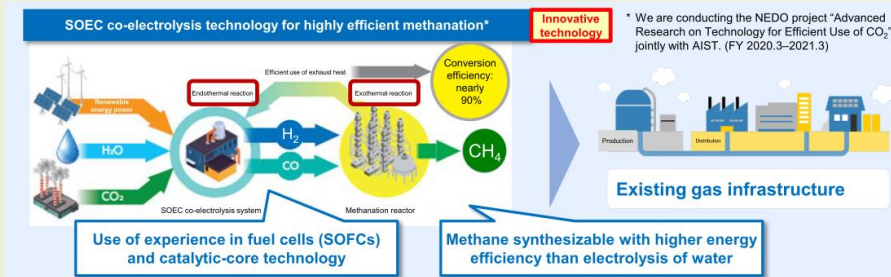 SOEC co-electrolysis technology for highly efficient methanation*
Innovative
technology
* We are conducting the NEDO project “Advanced
Research on Technology for Efficient Use of CO₂”
jointly with AIST. (FY 2020.3–2021.3)
Efficient use of exhaust heat
Conversion
efficiency:
nearly
90%
Endothermal reaction
Exothermal reaction
Renewable
energy power
H₂O
CO₂
H₂
CO
CH₄
SOEC co-electrolysis system
Methanation reactor
Production
Distribution
Existing gas infrastructure
Use of experience in fuel cells (SOFCs)
and catalytic-core technology
Methane synthesizable with higher energy
efficiency than electrolysis of water